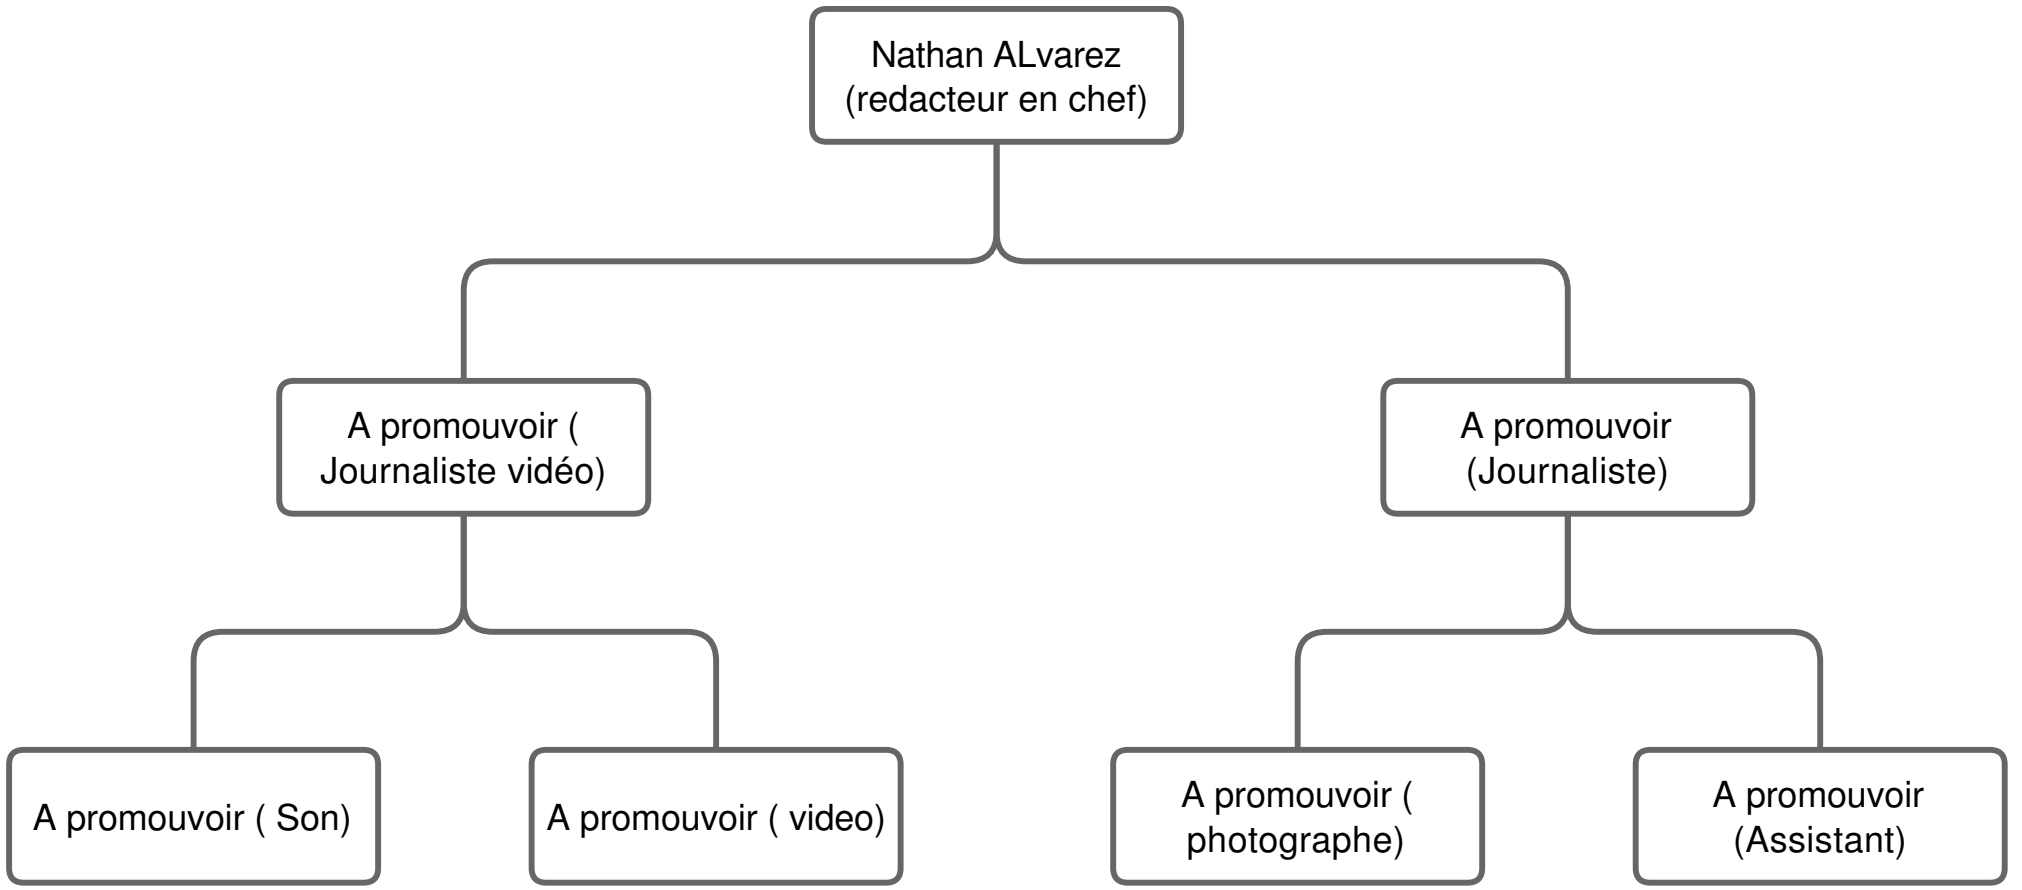 Nathan ALvarez
(redacteur en chef)
A promouvoir (
Journaliste vidéo)
A promouvoir
(Journaliste)
A promouvoir ( Son)
A promouvoir ( video)
A promouvoir (
photographe)
A promouvoir
(Assistant)